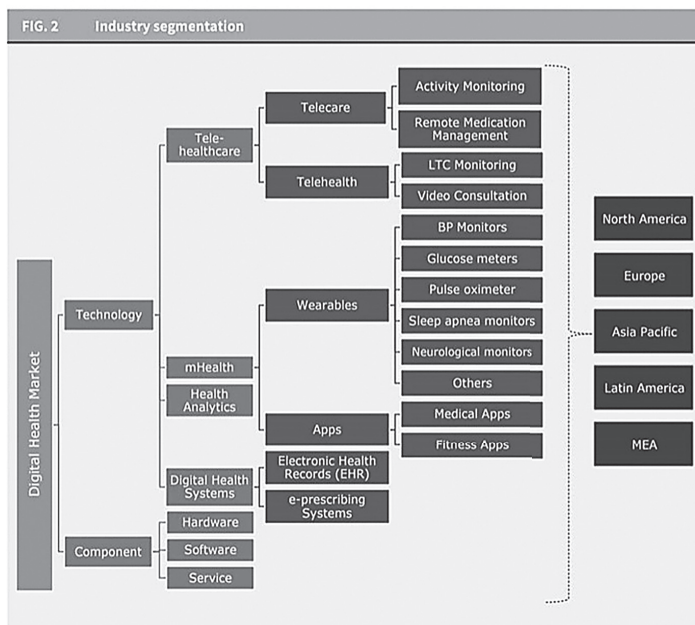 FIG. 2 Industry segmentation
Digital Health Market
Technology
Component
Tele-
healthcare
mHealth
Health
Analytics
Digital Health
Systems
Hardware
Software
Service
Telecare
Telehealth
Wearables
Apps
Electronic Health
Records (EHR)
e-prescribing
Systems
Activity Monitoring
Remote Medication
Management
LTC Monitoring
Video Consultation
BP Monitors
Glucose meters
Pulse oximeter
Sleep apnea monitors
Neurological monitors
Others
Medical Apps
Fitness Apps
North America
Europe
Asia Pacific
Latin America
MEA